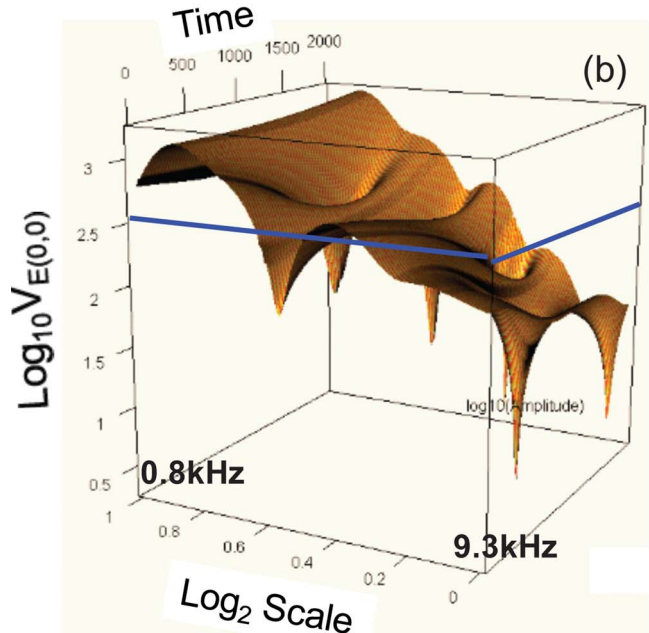 Time
0 500 1000 1500 2000
(b)
Log10VE(0,0)
3
2.5
2
1.5
1
0.5
log10(Amplitude)
0.8kHz
9.3kHz
1 0.8 0.6 0.4 0.2 0
Log2 Scale